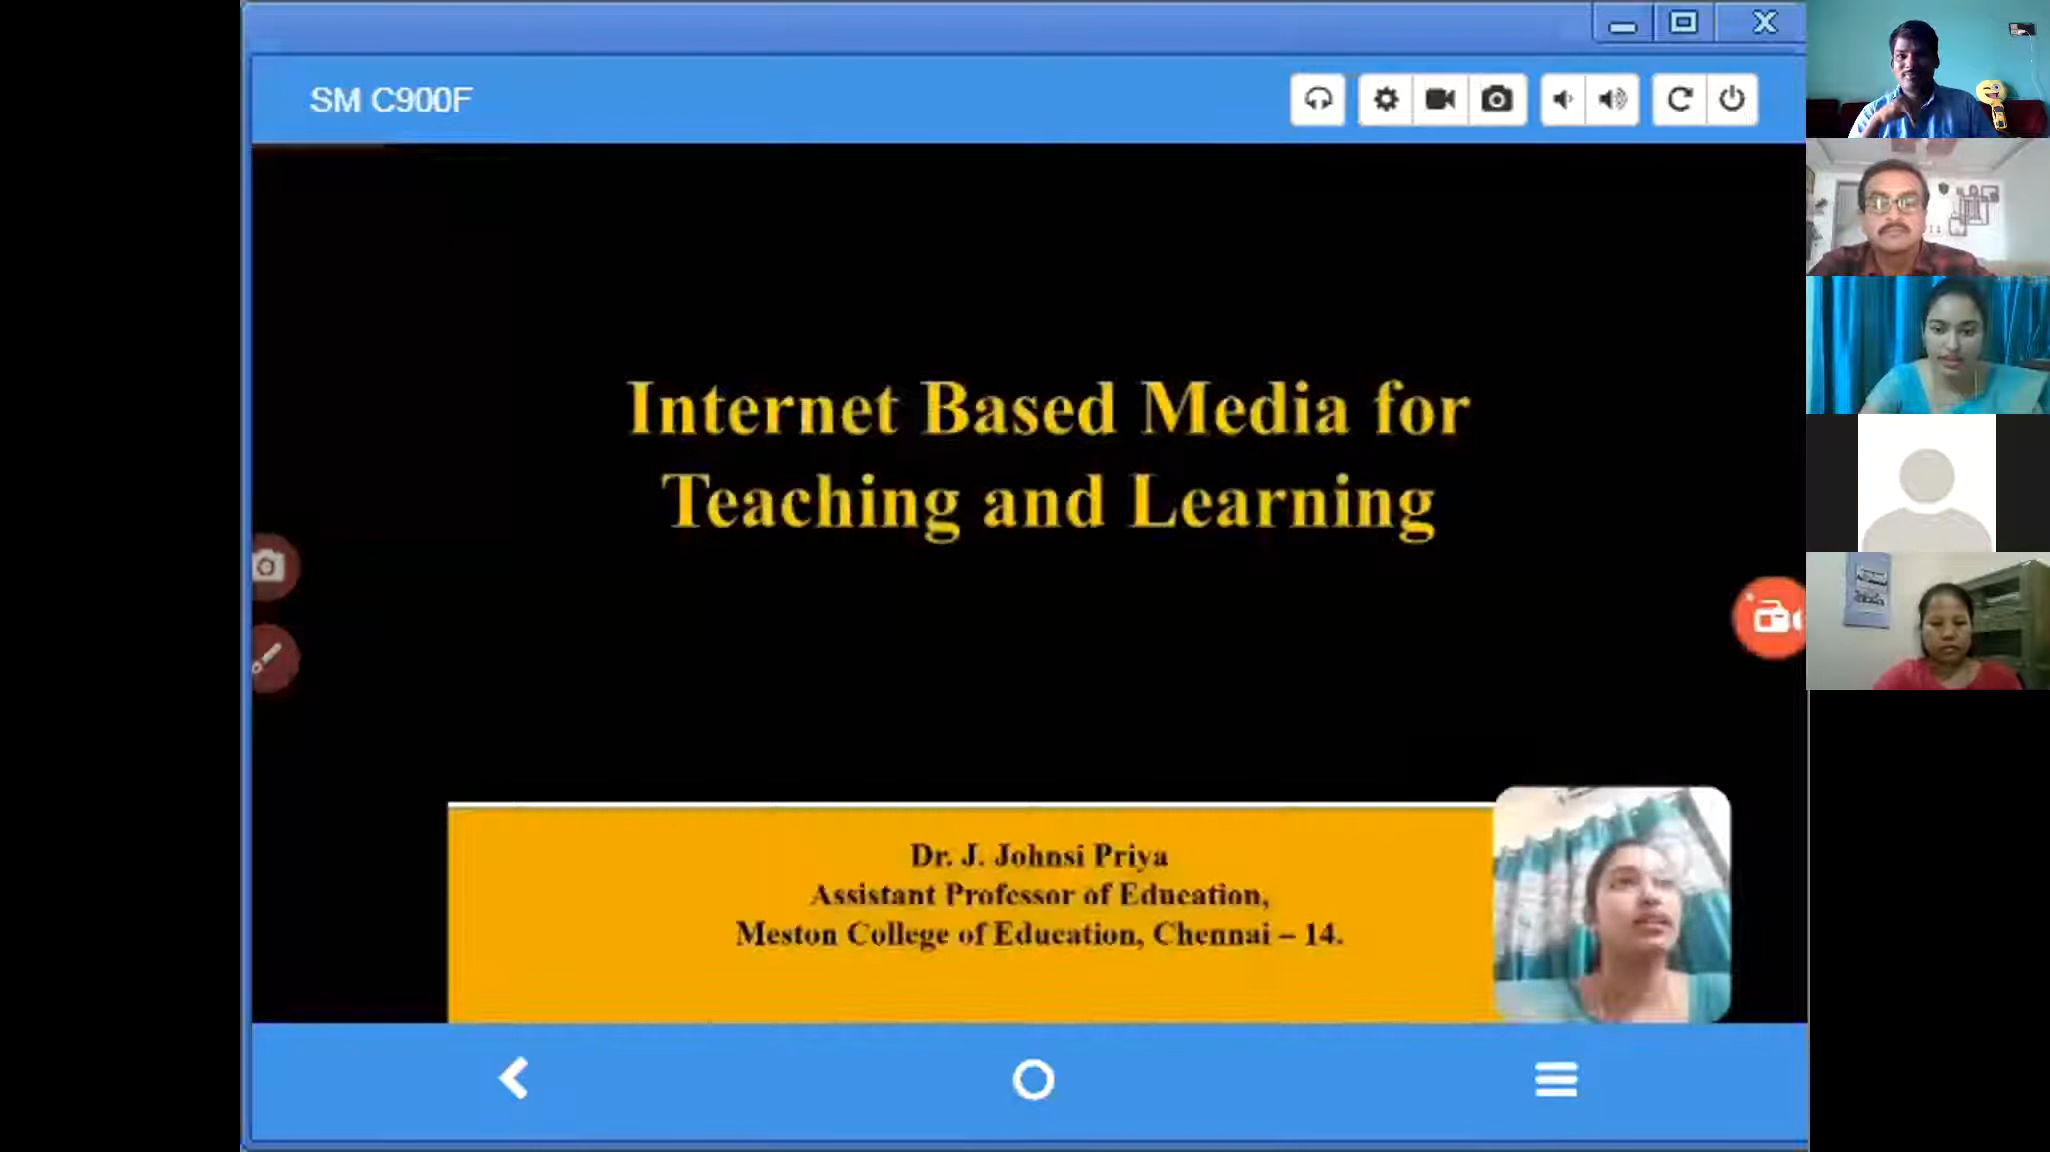 SM C900F
Internet Based Media for
Teaching and Learning
Dr. J. Johnsi Priya
Assistant Professor of Education,
Meston College of Education, Chennai – 14.